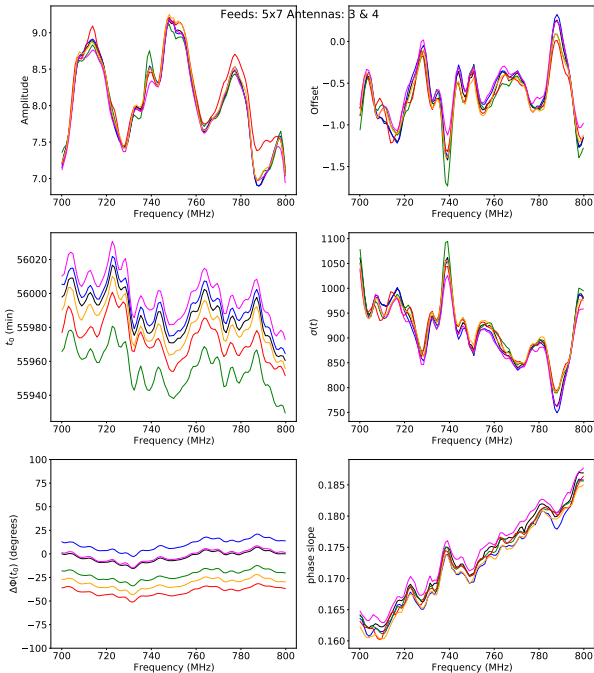 Feeds: 5x7 Antennas: 3 & 4
9.0
8.5
8.0
7.5
7.0
Amplitude
700 720 740 760 780 800
Frequency (MHz)
0.0
−0.5
−1.0
−1.5
Offset
700 720 740 760 780 800
Frequency (MHz)
56020
56000
55980
55960
55940
t0 (min)
700 720 740 760 780 800
Frequency (MHz)
1100
1050
1000
950
900
850
800
750
σ(t)
700 720 740 760 780 800
Frequency (MHz)
100
75
50
25
0
−25
−50
−75
−100
ΔΦ(t0) (degrees)
700 720 740 760 780 800
Frequency (MHz)
0.185
0.180
0.175
0.170
0.165
0.160
phase slope
700 720 740 760 780 800
Frequency (MHz)